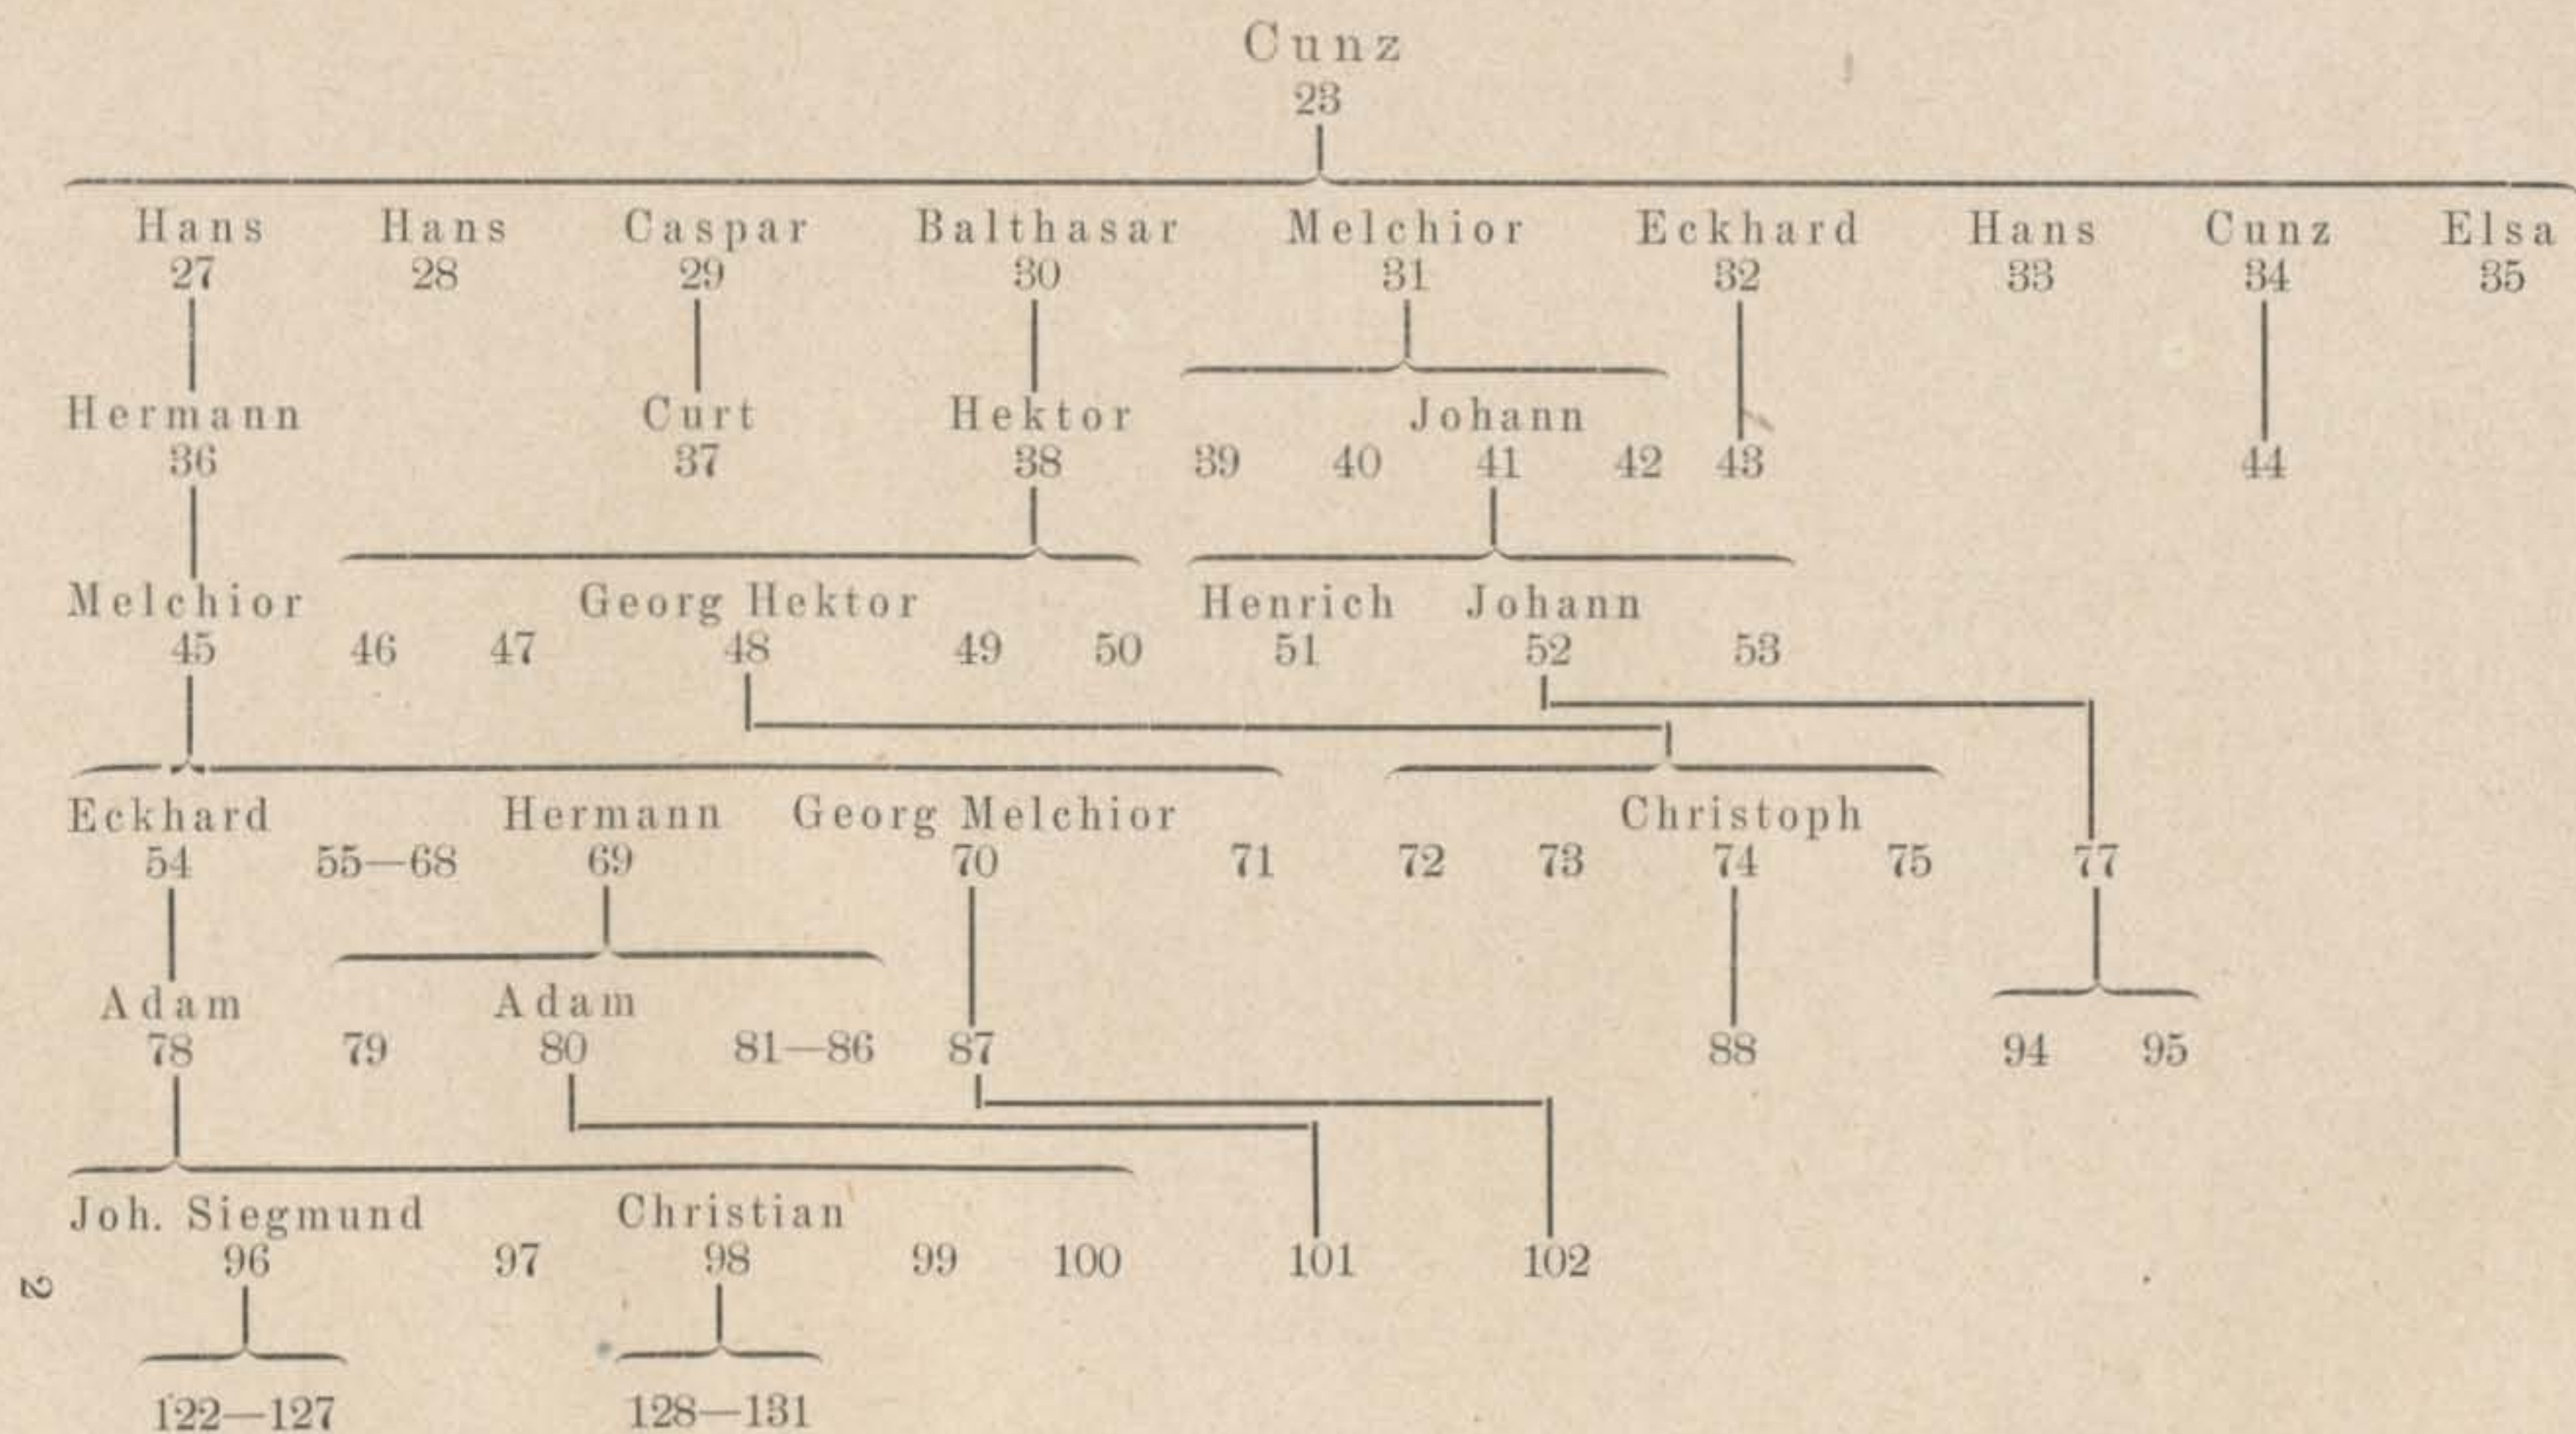 Cunz
23
Hans Hans Caspar Balthasar Melchior Eckhard Hans Cunz Elsa
27 28 29 30 31 32 33 34 35
Hermann Curt Hektor Johann
36 37 38 39 40 41 42 43 44
Melchior Georg Hektor Henrich Johann
45 46 47 48 49 50 51 52 53
Eckhard Hermann Georg Melchior Christoph
54 55—68 69 70 71 72 73 74 75 77
Adam Adam
78 79 80 81—86 87 88 94 95
Joh. Siegmund Christian
96 97 98 99 100 101 102
2
122—127 128—131